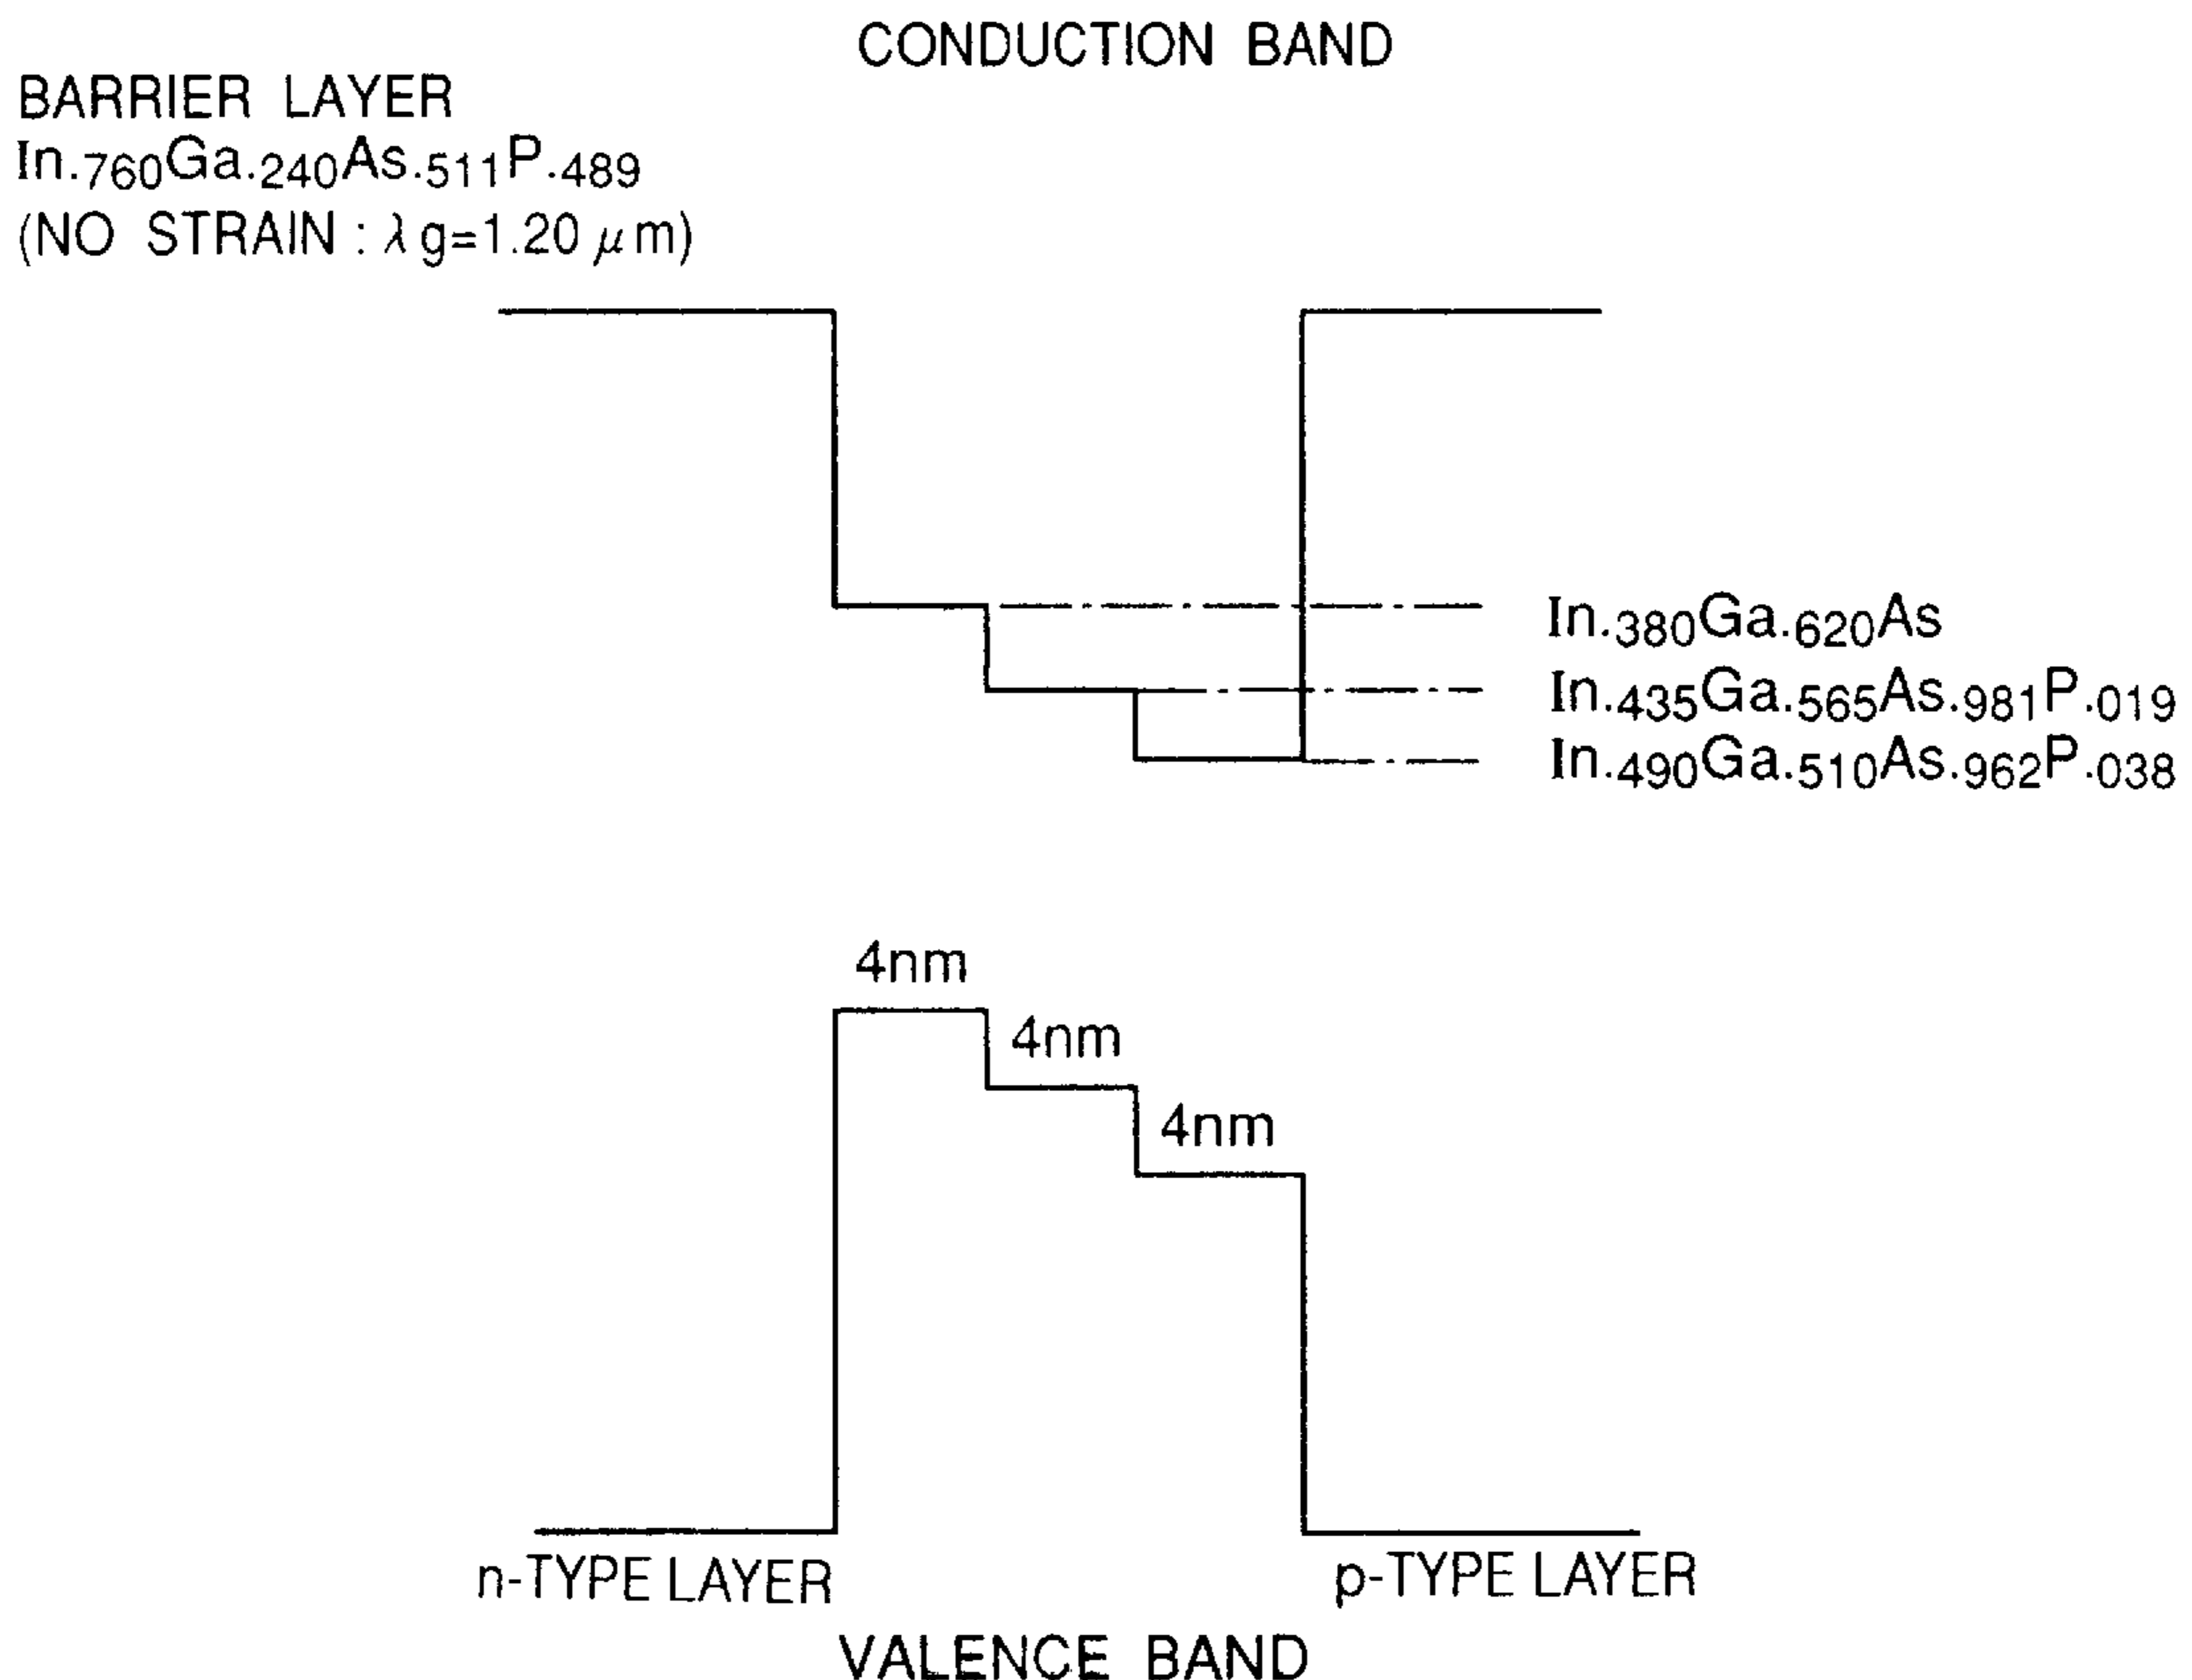 CONDUCTION BAND
BARRIER LAYER
In.760Ga.240As.511P.489
(NO STRAIN : λg=1.20 μm)
In.380Ga.620As
In.435Ga.565As.981P.019
In.490Ga.510As.962P.038
4nm
4nm
4nm
n-TYPE LAYER
p-TYPE LAYER
VALENCE BAND